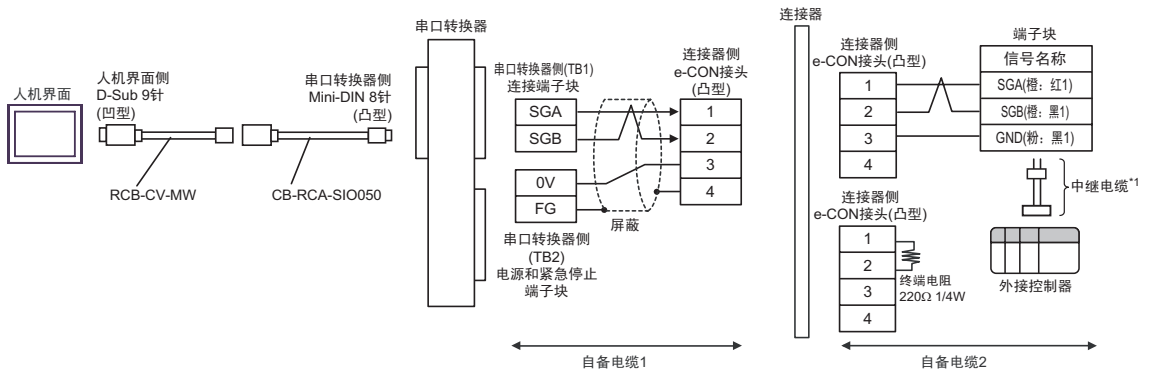 人机界面
人机界面侧
D-Sub 9针
(凹型)
RCB-CV-MW
串口转换器侧
Mini-DIN 8针
(凸型)
CB-RCA-SIO050
串口转换器
串口转换器侧(TB1)
连接端子块
SGA
SGB
0V
FG
串口转换器侧
(TB2)
电源和紧急停止
端子块
屏蔽
连接器侧
e-CON接头
(凸型)
1
2
3
4
自备电缆1
连接器
连接器侧
e-CON接头(凸型)
1
2
3
4
连接器侧
e-CON接头(凸型)
1
2
3
4
终端电阻
220Ω 1/4W
端子块
信号名称
SGA(橙：红1)
SGB(橙：黑1)
GND(粉：黑1)
中继电缆*1
外接控制器
自备电缆2